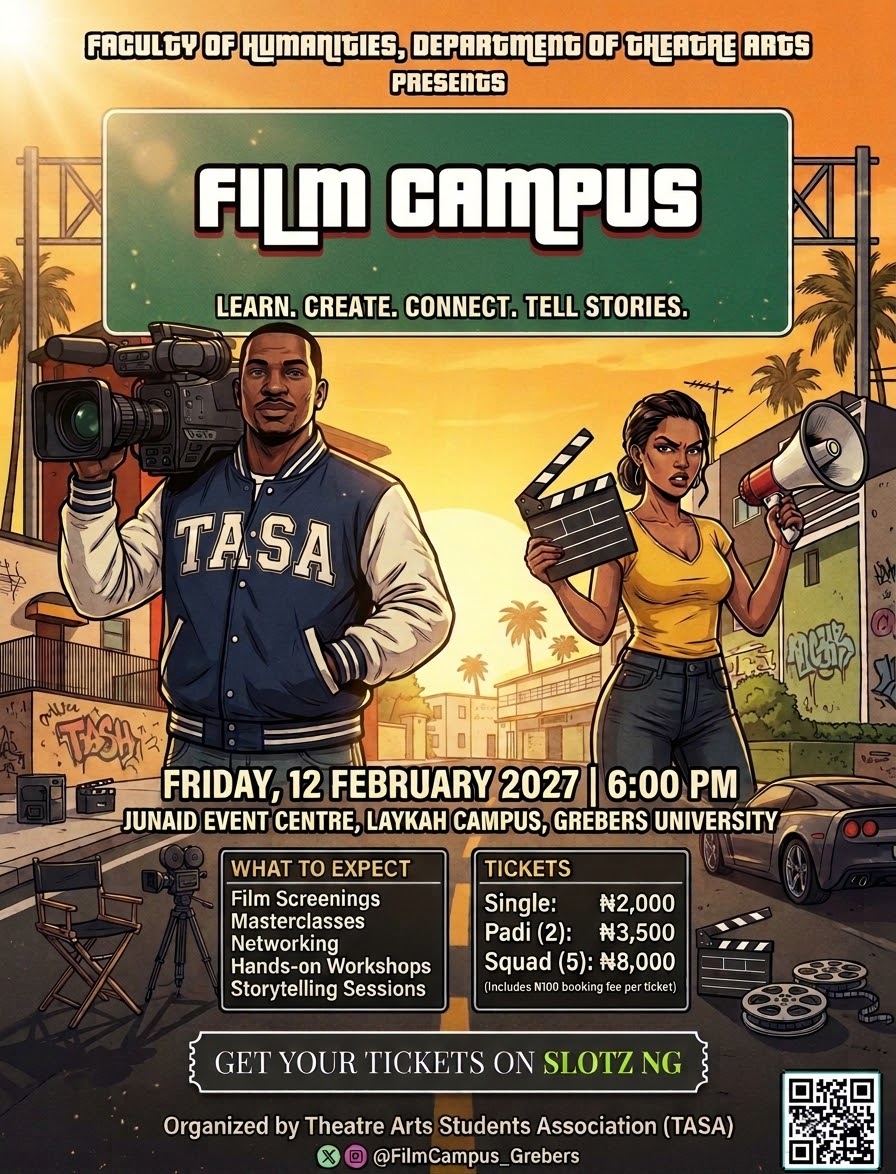 FACULTY OF HUMANITIES, DEPARTMENT OF THEATRE ARTS
PRESENTS
FILM CAMPUS
LEARN. CREATE. CONNECT. TELL STORIES.
TASA
TASH
FRIDAY, 12 FEBRUARY 2027 | 6:00 PM
JUNAID EVENT CENTRE, LAYKAH CAMPUS, GREBERS UNIVERSITY
WHAT TO EXPECT
Film Screenings
Masterclasses
Networking
Hands-on Workshops
Storytelling Sessions
TICKETS
Single: ₦2,000
Padi (2): ₦3,500
Squad (5): ₦8,000
(Includes N100 booking fee per ticket)
GET YOUR TICKETS ON SLOTZ NG
Organized by Theatre Arts Students Association (TASA)
@FilmCampus_Grebers